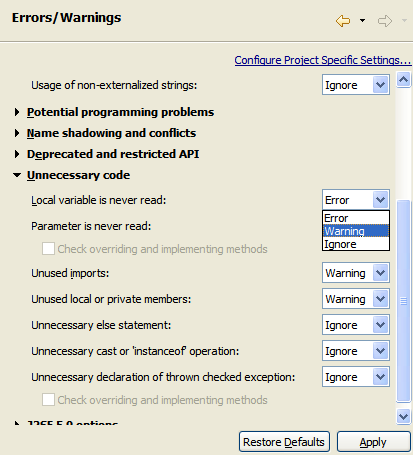 Errors/Warnings
Configure Project Specific Settings...
Usage of non-externalized strings: Ignore
Potential programming problems
Name shadowing and conflicts
Deprecated and restricted API
Unnecessary code
Local variable is never read: Error
Error
Parameter is never read: Warning
Ignore
Check overriding and implementing methods
Unused imports: Warning
Unused local or private members: Warning
Unnecessary else statement: Ignore
Unnecessary cast or 'instanceof' operation: Ignore
Unnecessary declaration of thrown checked exception: Ignore
Check overriding and implementing methods
J2SE 5.0 options
Restore Defaults Apply